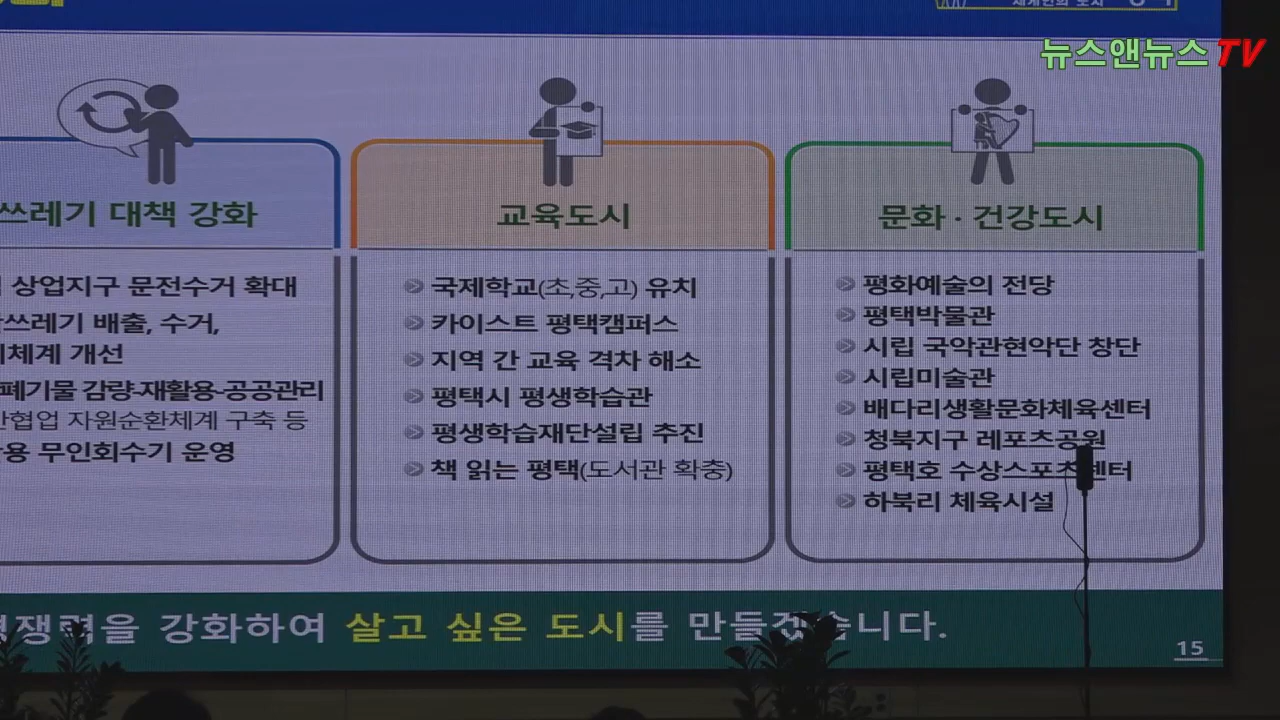 세계평화 도시
뉴스앤뉴스 TV
쓰레기 대책 강화
상업지구 문전수거 확대
쓰레기 배출, 수거,
체계 개선
폐기물 감량-재활용-공공관리
협업 자원순환체계 구축 등
무인회수기 운영
교육도시
국제학교(초,중,고) 유치
카이스트 평택캠퍼스
지역 간 교육 격차 해소
평택시 평생학습관
평생학습재단설립 추진
책 읽는 평택(도서관 확충)
문화·건강도시
평화예술의 전당
평택박물관
시립 국악관현악단 창단
시립미술관
배다리생활문화체육센터
청북지구 레포츠공원
평택호 수상스포츠센터
하북리 체육시설
경쟁력을 강화하여 살고 싶은 도시를 만들겠습니다.
15